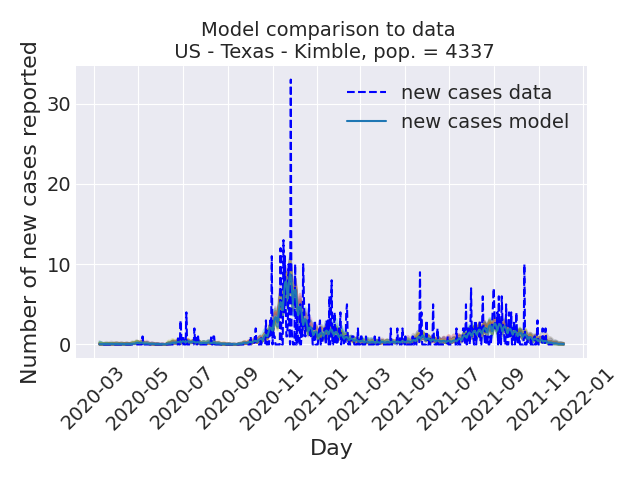 Model comparison to data
US - Texas - Kimble, pop. = 4337
Number of new cases reported
30
20
10
0
new cases data
new cases model
2020-03
2020-05
2020-07
2020-09
2020-11
2021-01
2021-03
2021-05
2021-07
2021-09
2021-11
2022-01
Day